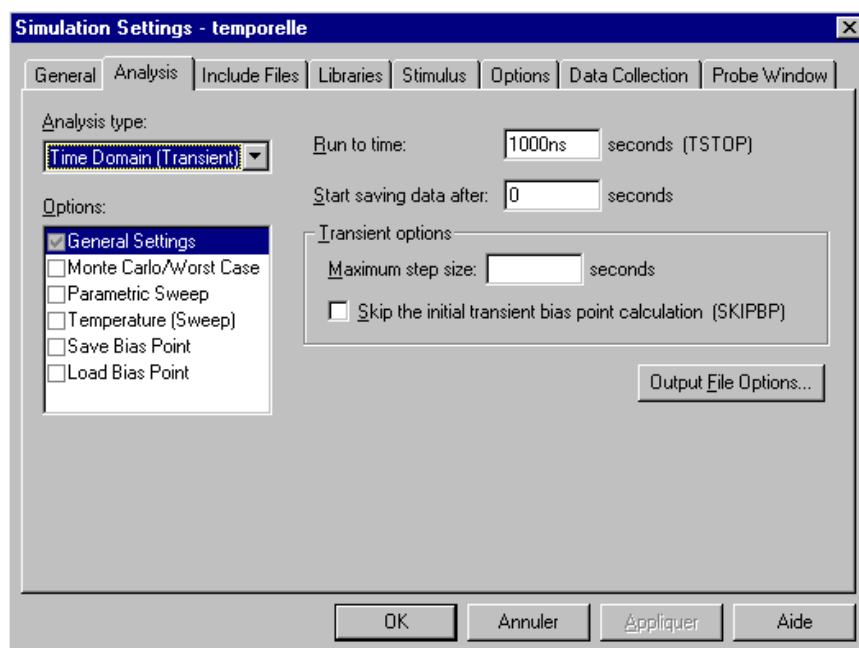 Simulation Settings - temporelle
General Analysis Include Files Libraries Stimulus Options Data Collection Probe Window
Analysis type:
Time Domain (Transient)
Options:
General Settings
Monte Carlo/Worst Case
Parametric Sweep
Temperature (Sweep)
Save Bias Point
Load Bias Point
Run to time: 1000ns seconds (TSTOP)
Start saving data after: 0 seconds
Transient options
Maximum step size: seconds
Skip the initial transient bias point calculation (SKIPBP)
Output File Options...
OK Annuler Appliquer Aide